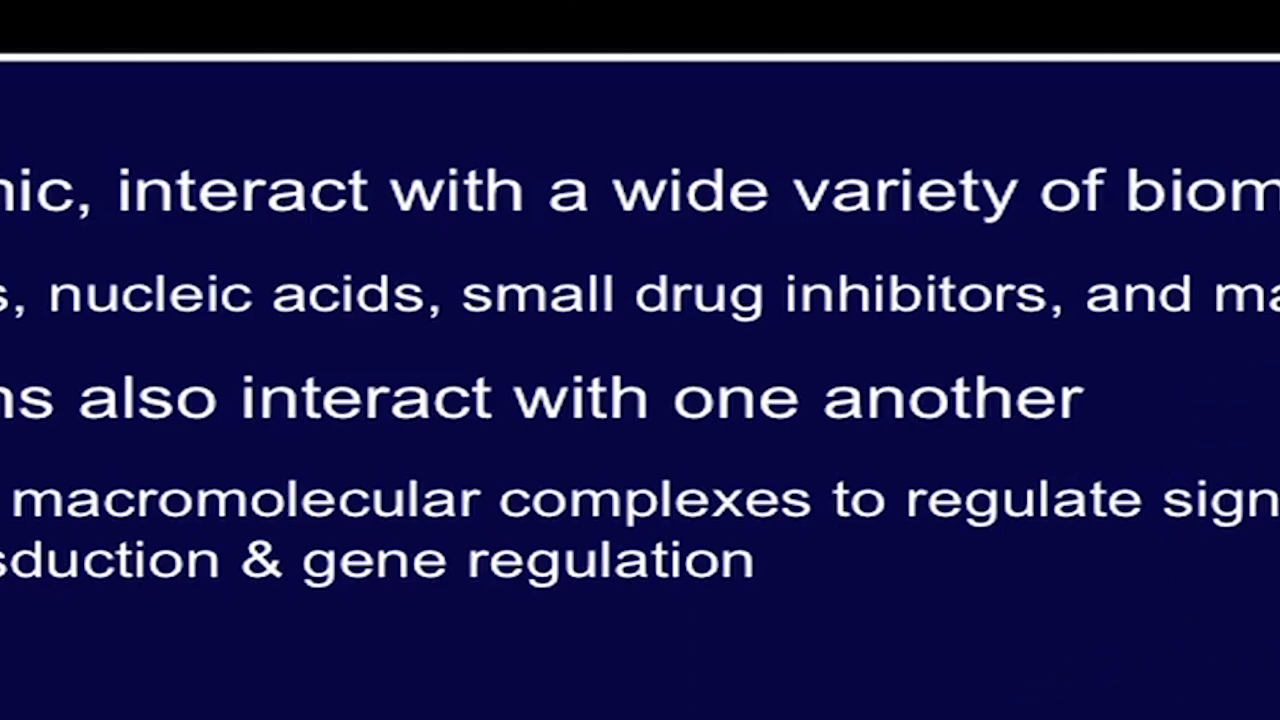 nic, interact with a wide variety of biom
s, nucleic acids, small drug inhibitors, and ma
ns also interact with one another
macromolecular complexes to regulate sign
sduction & gene regulation